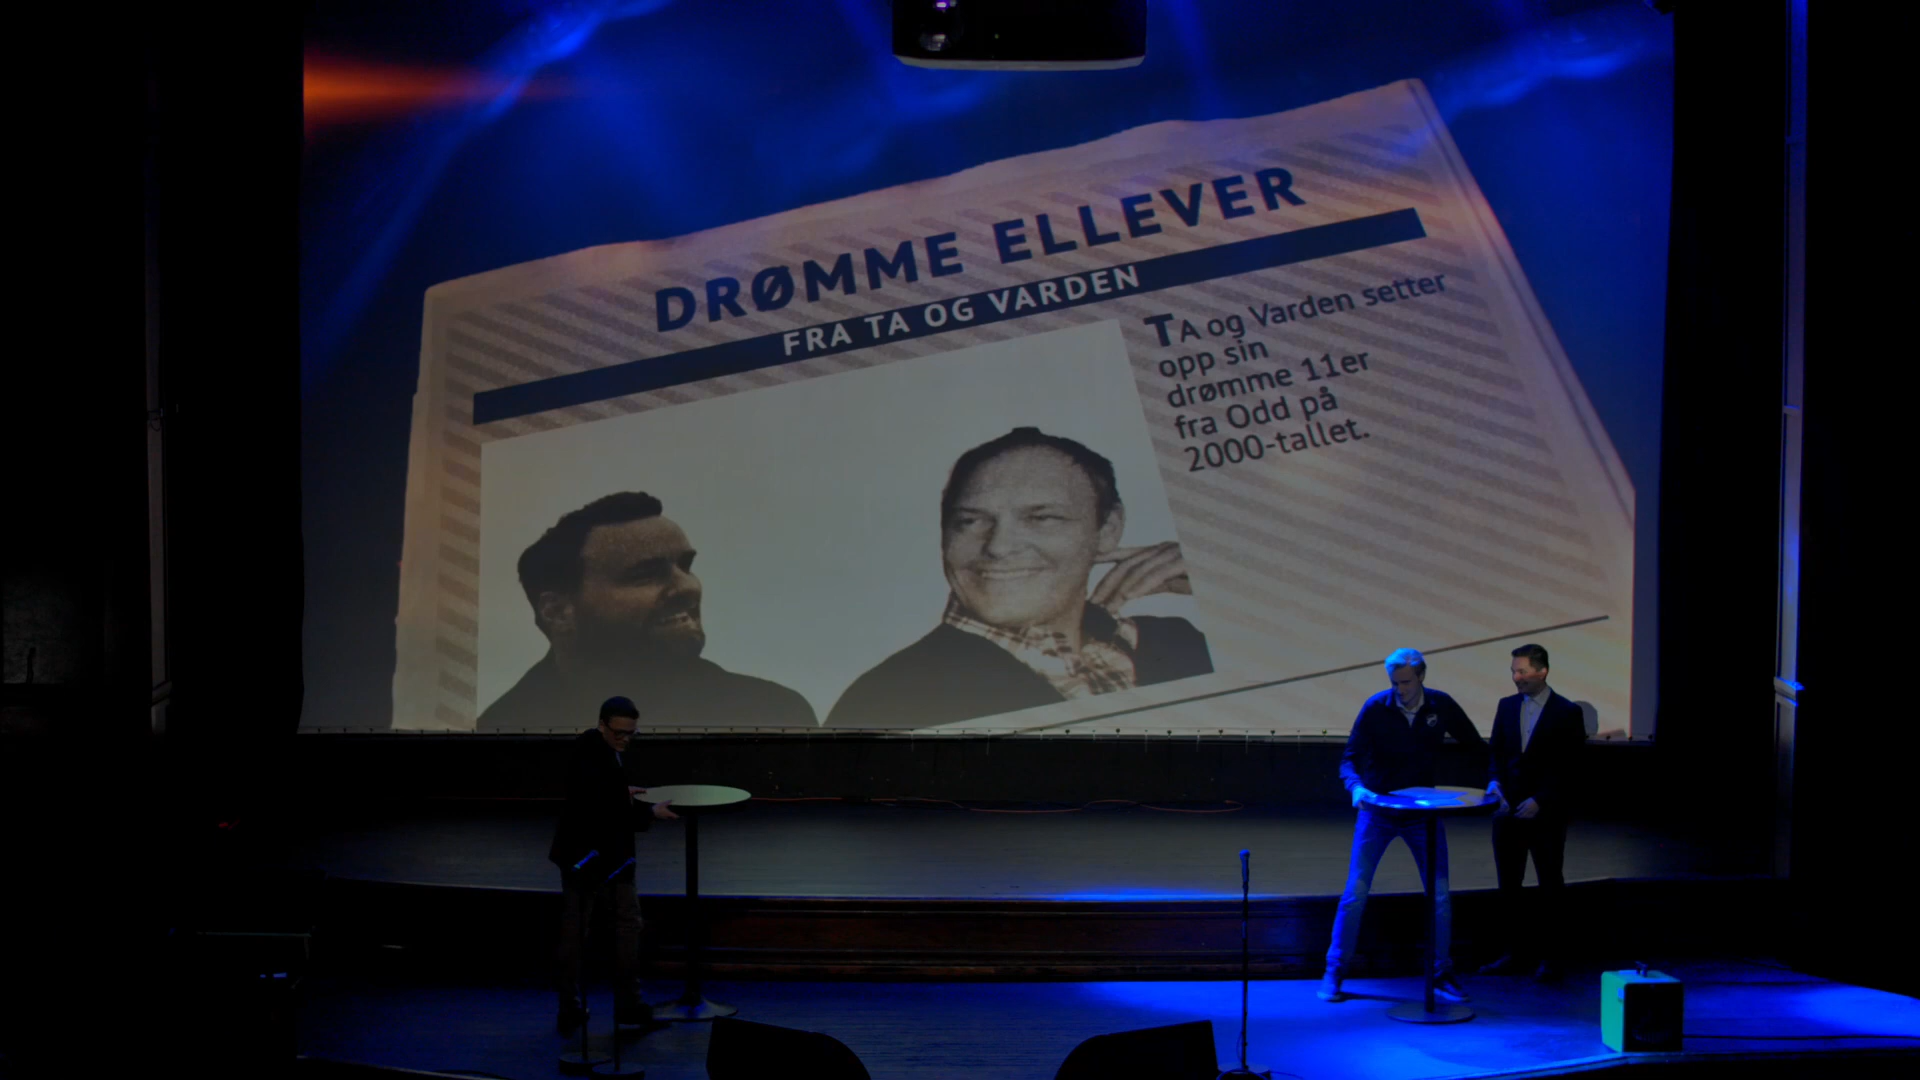 DRØMME ELLEVER
FRA TA OG VARDEN
TA og Varden setter
opp sin
drømme 11er
fra Odd på
2000-tallet.